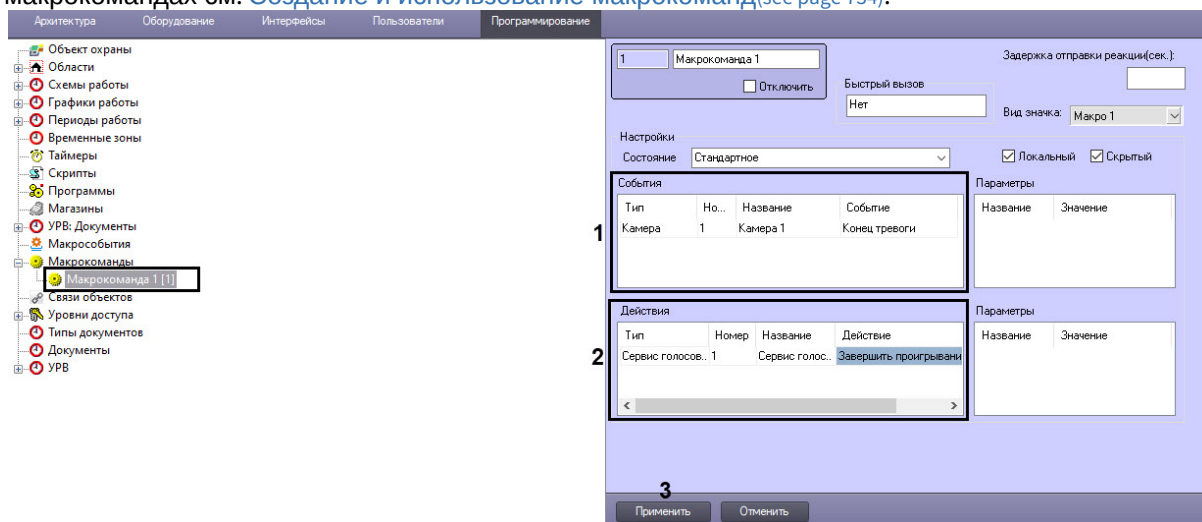 макрокомандах см. Создание и использование макрокоманд(see page 754).
Архитектура Оборудование Интерфейсы Пользователи Программирование
Объект охраны
Области
Схемы работы
Графики работы
Периоды работы
Временные зоны
Таймеры
Скрипты
Программы
Магазины
УРВ: Документы
Макрособытия
Макрокоманды
Макрокоманда 1 [1]
Связи объектов
Уровни доступа
Типы документов
Документы
УРВ
1 Макрокоманда 1
Отключить
Быстрый вызов
Нет
Задержка отправки реакции(сек.):
Вид значка: Макро 1
Настройки
Состояние Стандартное
Локальный Скрытый
События
Тип Но... Название Событие
Камера 1 Камера 1 Конец тревоги
1
Параметры
Название Значение
Действия
Тип Номер Название Действие
Сервис голосов.. 1 Сервис голос.. Завершить проигрывани
2
Параметры
Название Значение
3
Применить Отменить